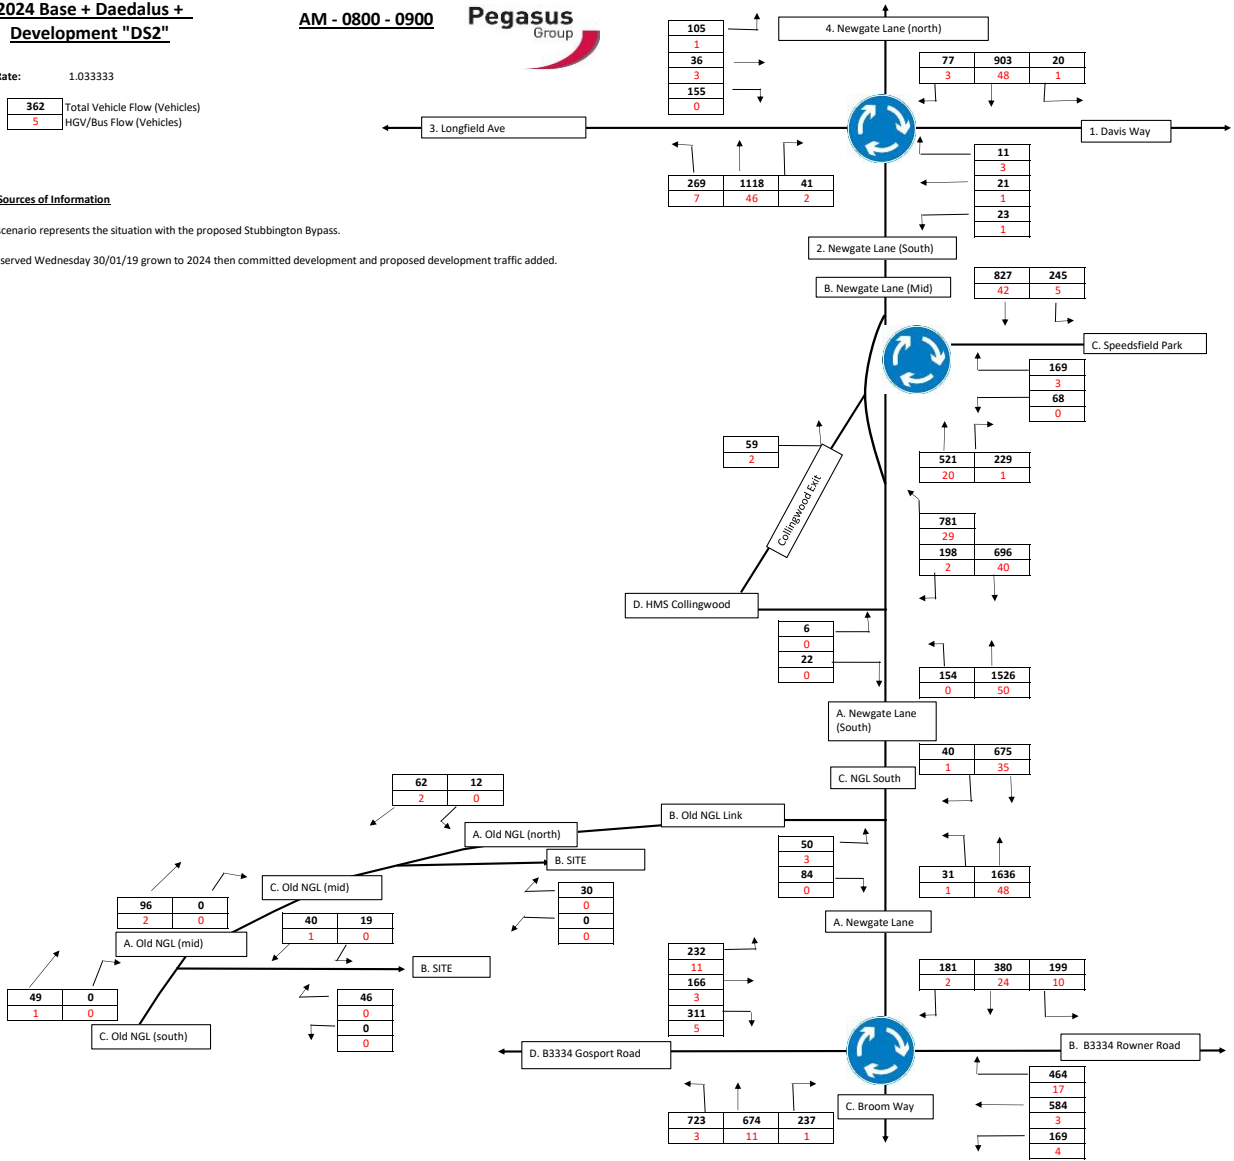 2024 Base + Daedalus +
Development "DS2"
AM - 0800 - 0900
Pegasus
Group
Rate: 1.033333
362 Total Vehicle Flow (Vehicles)
5 HGV/Bus Flow (Vehicles)
Sources of Information
scenario represents the situation with the proposed Stubbington Bypass.
served Wednesday 30/01/19 grown to 2024 then committed development and proposed development traffic added.
4. Newgate Lane (north)
105
1
36
3
155
0
77 903 20
3 48 1
3. Longfield Ave
1. Davis Way
269 1118 41
7 46 2
11
3
21
1
23
1
2. Newgate Lane (South)
B. Newgate Lane (Mid)
827 245
42 5
C. Speedsfield Park
169
3
68
0
59
2
521 229
20 1
Collingwood Exit
781
29
198 696
2 40
D. HMS Collingwood
6
0
22
0
154 1526
0 50
A. Newgate Lane
(South)
40 675
1 35
C. NGL South
62 12
2 0
B. Old NGL Link
A. Old NGL (north)
50
3
84
0
31 1636
1 48
B. SITE
C. Old NGL (mid)
30
0
0
0
96 0
2 0
40 19
1 0
A. Newgate Lane
A. Old NGL (mid)
232
11
166
3
311
5
181 380 199
2 24 10
B. SITE
49 0
1 0
46
0
0
0
C. Old NGL (south)
D. B3334 Gosport Road
B. B3334 Rowner Road
464
17
584
3
169
4
C. Broom Way
723 674 237
3 11 1